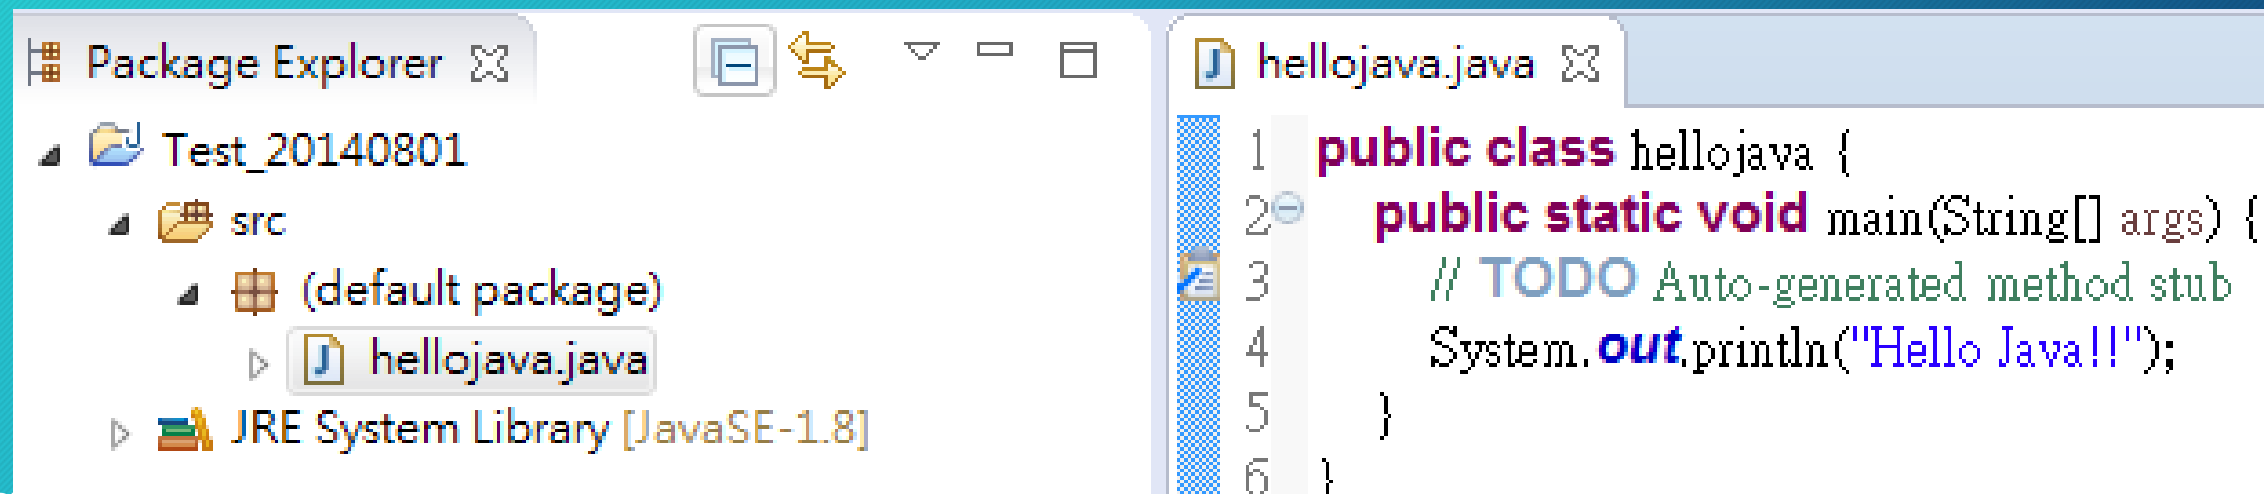 Package Explorer
Test_20140801
src
(default package)
hellojava.java
JRE System Library [JavaSE-1.8]
hellojava.java
1 public class hellojava {
2 public static void main(String[] args) {
3 // TODO Auto-generated method stub
4 System.out.println("Hello Java!!");
5 }
6 }